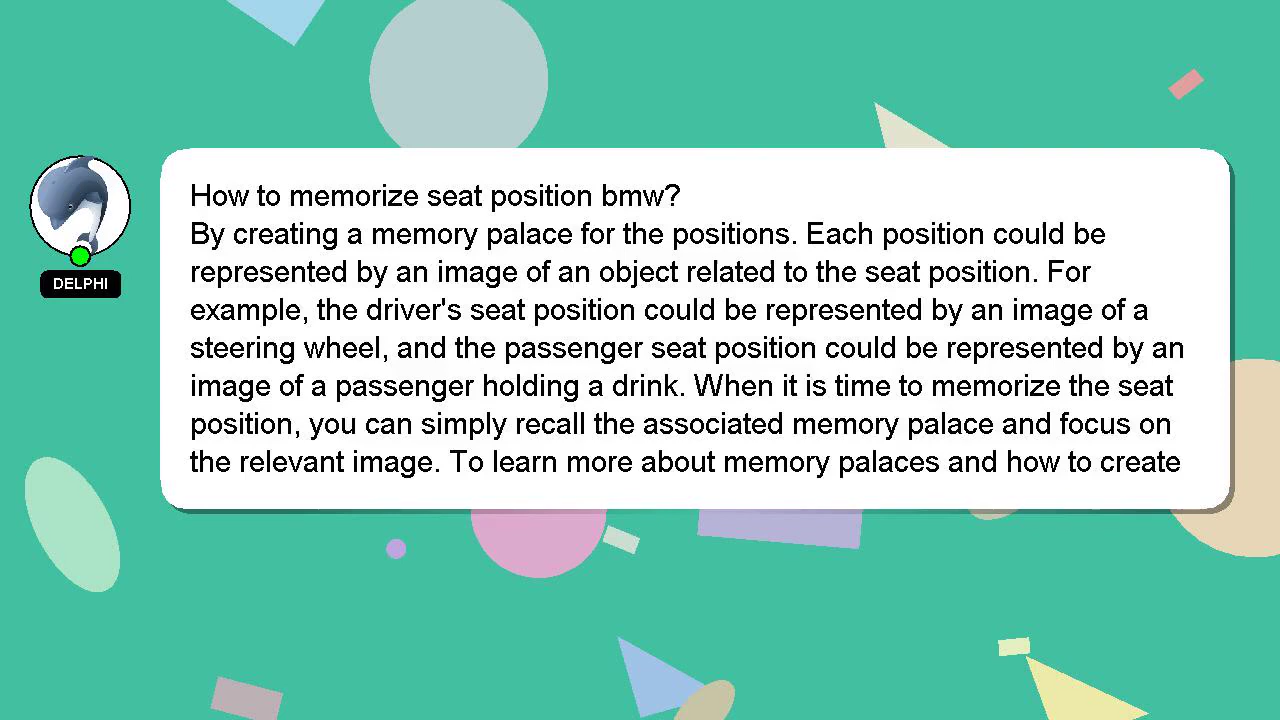 How to memorize seat position bmw?
By creating a memory palace for the positions. Each position could be
represented by an image of an object related to the seat position. For
example, the driver's seat position could be represented by an image of a
steering wheel, and the passenger seat position could be represented by an
image of a passenger holding a drink. When it is time to memorize the seat
position, you can simply recall the associated memory palace and focus on
the relevant image. To learn more about memory palaces and how to create
DELPHI